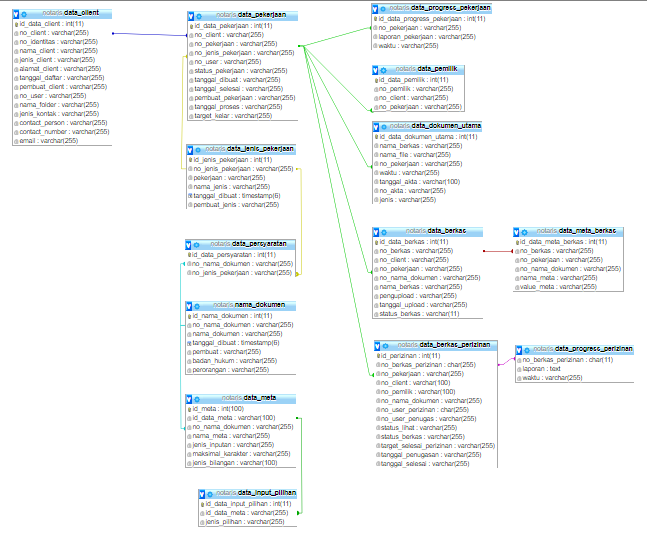 notaris data_client
id_data_client : int(11)
no_client : varchar(255)
no_identitas : varchar(255)
nama_client : varchar(255)
jenis_client : varchar(255)
alamat_client : varchar(255)
tanggal_daftar : varchar(255)
pembuat_client : varchar(255)
no_user : varchar(255)
nama_folder : varchar(255)
jenis_kontak : varchar(255)
contact_person : varchar(255)
contact_number : varchar(255)
email : varchar(255)
notaris data_pekerjaan
id_data_pekerjaan : int(11)
no_client : varchar(255)
no_pekerjaan : varchar(255)
no_jenis_pekerjaan : varchar(255)
no_user : varchar(255)
status_pekerjaan : varchar(255)
tanggal_dibuat : varchar(255)
tanggal_selesai : varchar(255)
pembuat_pekerjaan : varchar(255)
tanggal_proses : varchar(255)
target_kelar : varchar(255)
notaris data_jenis_pekerjaan
id_jenis_pekerjaan : int(11)
no_jenis_pekerjaan : varchar(255)
pekerjaan : varchar(255)
nama_jenis : varchar(255)
tanggal_dibuat : timestamp(6)
pembuat_jenis : varchar(255)
notaris data_persyaratan
id_data_persyaratan : int(11)
no_nama_dokumen : varchar(255)
no_jenis_pekerjaan : varchar(255)
notaris nama_dokumen
id_nama_dokumen : int(11)
no_nama_dokumen : varchar(255)
nama_dokumen : varchar(255)
tanggal_dibuat : timestamp(6)
pembuat : varchar(255)
badan_hukum : varchar(255)
perorangan : varchar(255)
notaris data_meta
id_meta : int(100)
id_data_meta : varchar(100)
no_nama_dokumen : varchar(255)
nama_meta : varchar(255)
jenis_inputan : varchar(255)
maksimal_karakter : varchar(255)
jenis_bilangan : varchar(100)
notaris data_input_pilihan
id_data_input_pilihan : int(11)
id_data_meta : varchar(255)
jenis_pilihan : varchar(255)
notaris data_progress_pekerjaan
id_data_progress_pekerjaan : int(11)
no_pekerjaan : varchar(255)
laporan_pekerjaan : varchar(255)
waktu : varchar(255)
notaris data_pemilik
id_data_pemilik : int(11)
no_pemilik : varchar(255)
no_client : varchar(255)
no_pekerjaan : varchar(255)
notaris data_dokumen_utama
id_data_dokumen_utama : int(11)
nama_berkas : varchar(255)
nama_file : varchar(255)
no_pekerjaan : varchar(255)
waktu : varchar(255)
tanggal_akta : varchar(100)
no_akta : varchar(255)
jenis : varchar(255)
notaris data_berkas
id_data_berkas : int(11)
no_berkas : varchar(255)
no_client : varchar(255)
no_pekerjaan : varchar(255)
no_nama_dokumen : varchar(255)
nama_berkas : varchar(255)
pengupload : varchar(255)
tanggal_upload : varchar(255)
status_berkas : varchar(11)
notaris data_meta_berkas
id_data_meta_berkas : int(11)
no_berkas : varchar(255)
no_pekerjaan : varchar(255)
no_nama_dokumen : varchar(255)
nama_meta : varchar(255)
value_meta : varchar(255)
notaris data_berkas_perizinan
id_perizinan : int(11)
no_berkas_perizinan : char(255)
no_pekerjaan : varchar(255)
no_client : varchar(100)
no_pemilik : varchar(100)
no_nama_dokumen : varchar(255)
no_user_perizinan : char(255)
no_user_penugas : varchar(255)
status_lihat : varchar(255)
status_berkas : varchar(255)
target_selesai_perizinan : varchar(255)
tanggal_penugasan : varchar(255)
tanggal_selesai : varchar(255)
notaris data_progress_perizinan
no_berkas_perizinan : char(11)
laporan : text
waktu : varchar(255)